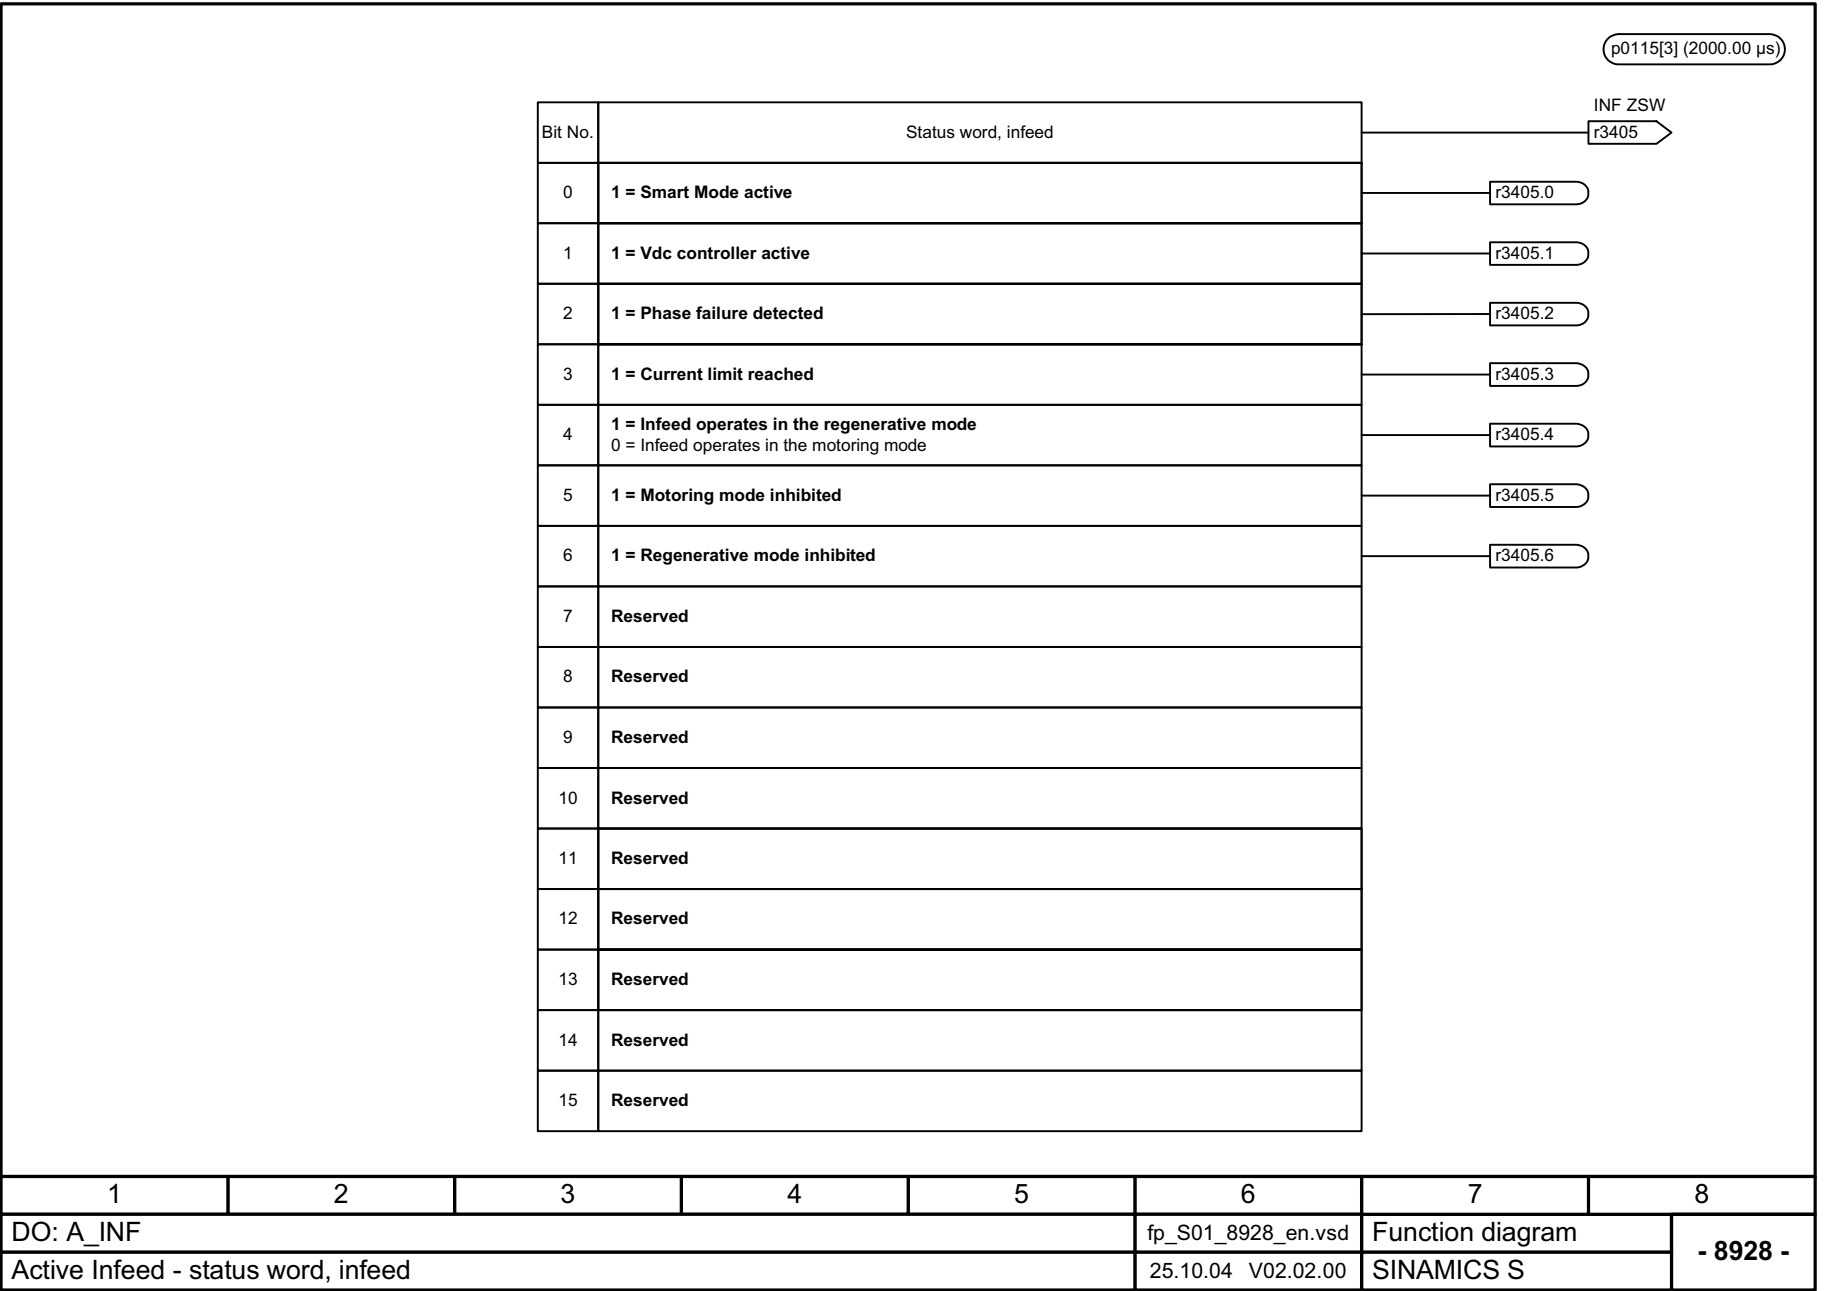 p0115[3] (2000.00 µs)
INF ZSW
Bit No. Status word, infeed r3405
0 1 = Smart Mode active r3405.0
1 1 = Vdc controller active r3405.1
2 1 = Phase failure detected r3405.2
3 1 = Current limit reached r3405.3
4 1 = Infeed operates in the regenerative mode
0 = Infeed operates in the motoring mode r3405.4
5 1 = Motoring mode inhibited r3405.5
6 1 = Regenerative mode inhibited r3405.6
7 Reserved
8 Reserved
9 Reserved
10 Reserved
11 Reserved
12 Reserved
13 Reserved
14 Reserved
15 Reserved
1 2 3 4 5 6 7 8
DO: A_INF fp_S01_8928_en.vsd Function diagram
- 8928 -
Active Infeed - status word, infeed 25.10.04 V02.02.00 SINAMICS S